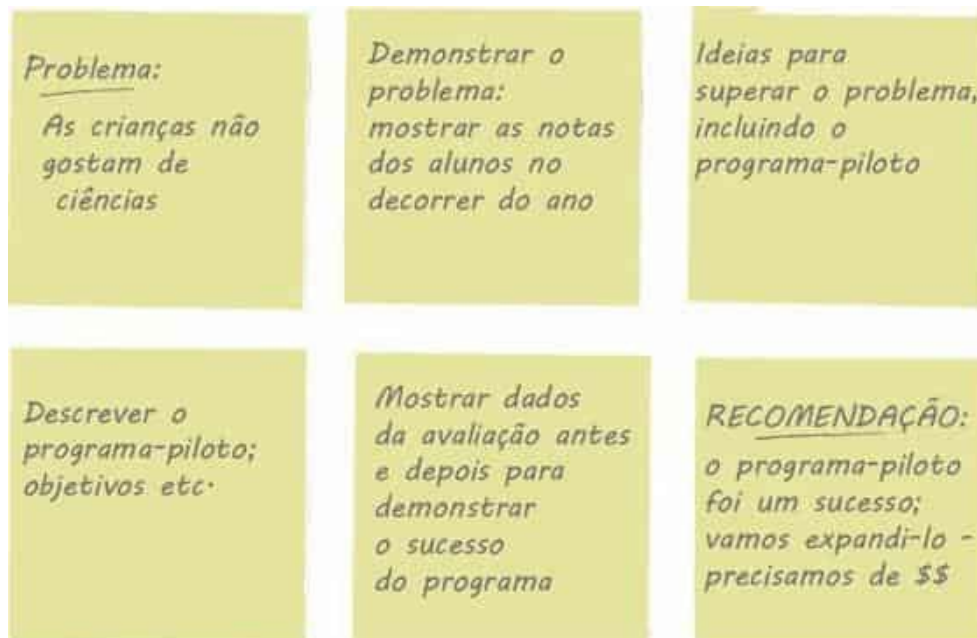 Problema:
As crianças não
gostam de
ciências
Demonstrar o
problema:
mostrar as notas
dos alunos no
decorrer do ano
Ideias para
superar o problema,
incluindo o
programa-piloto
Descrever o
programa-piloto;
objetivos etc.
Mostrar dados
da avaliação antes
e depois para
demonstrar
o sucesso
do programa
RECOMENDAÇÃO:
o programa-piloto
foi um sucesso;
vamos expandi-lo -
precisamos de $$